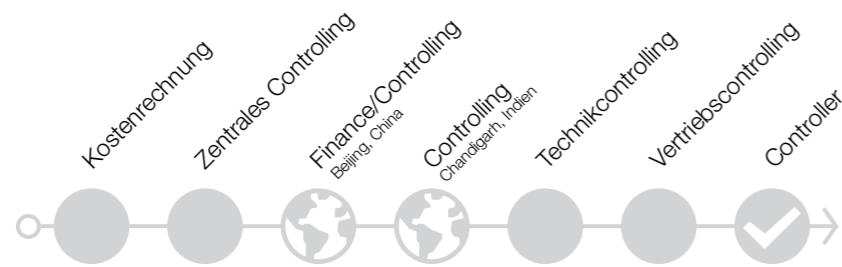 Kostenrechnung
Zentrales Controlling
Finance/Controlling
Beijing, China
Controlling
Chandigarh, Indien
Technikcontrolling
Vertriebscontrolling
Controller